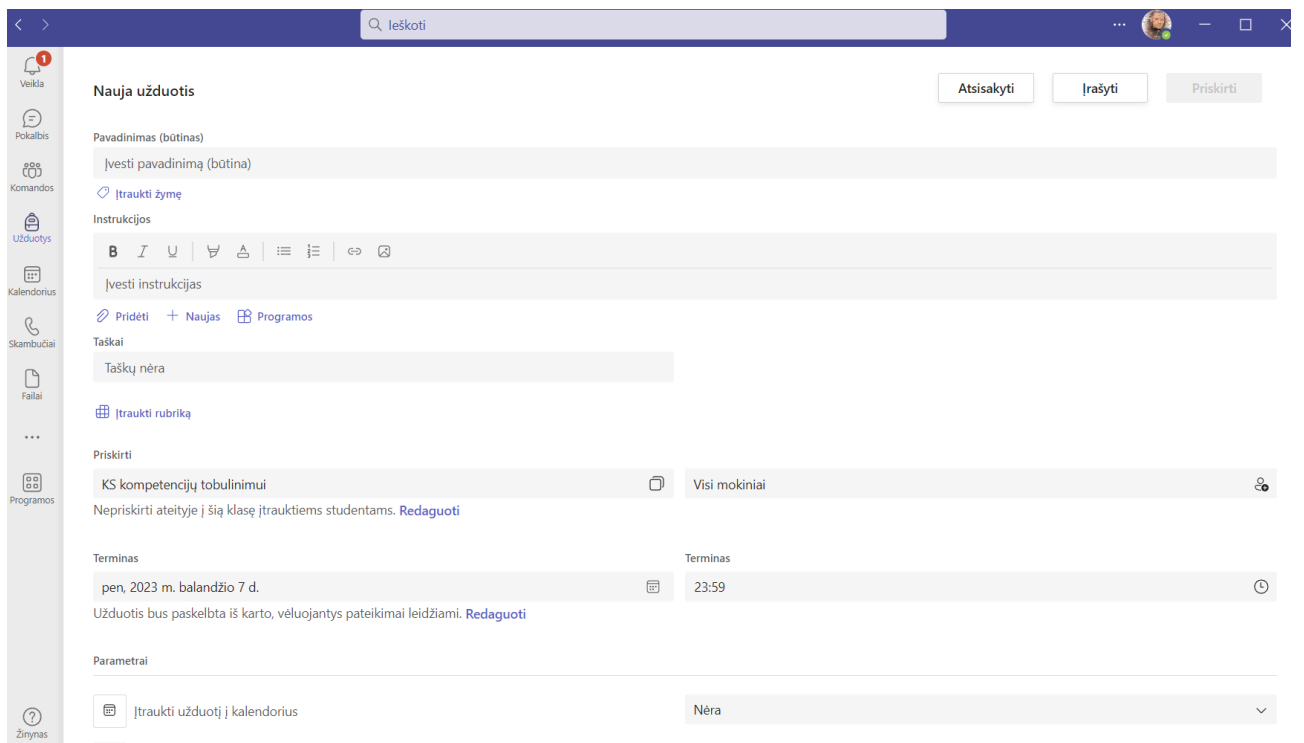 Ieškoti
1
Veikla
Pokalbis
Komandos
Užduotys
Kalendorius
Skambučiai
Failai
Programos
Žinynas
Nauja užduotis
Atsisakyti Įrašyti Priskirti
Pavadinimas (būtinas)
Įvesti pavadinimą (būtina)
Įtraukti žymę
Instrukcijos
B I U A
Įvesti instrukcijas
Pridėti Naujas Programos
Taškai
Taškų nėra
Įtraukti rubriką
Priskirti
KS kompetencijų tobulinimui Visi mokiniai
Nepriskirti ateityje į šią klasę įtrauktiems studentams. Redaguoti
Terminas Terminas
pen, 2023 m. balandžio 7 d. 23:59
Užduotis bus paskelbta iš karto, vėluojantys pateikimai leidžiami. Redaguoti
Parametrai
Įtraukti užduotį į kalendorius Nėra